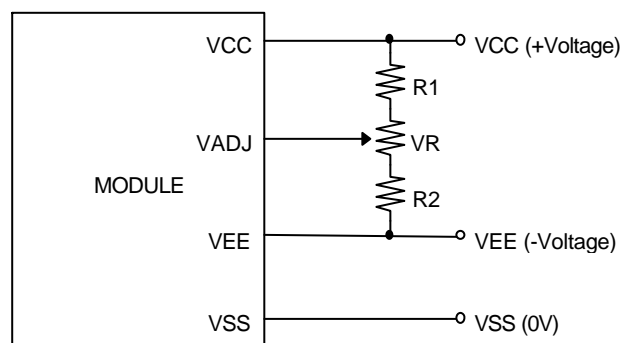 VCC
VCC (+Voltage)
R1
VADJ
VR
MODULE
R2
VEE
VEE (-Voltage)
VSS
VSS (0V)